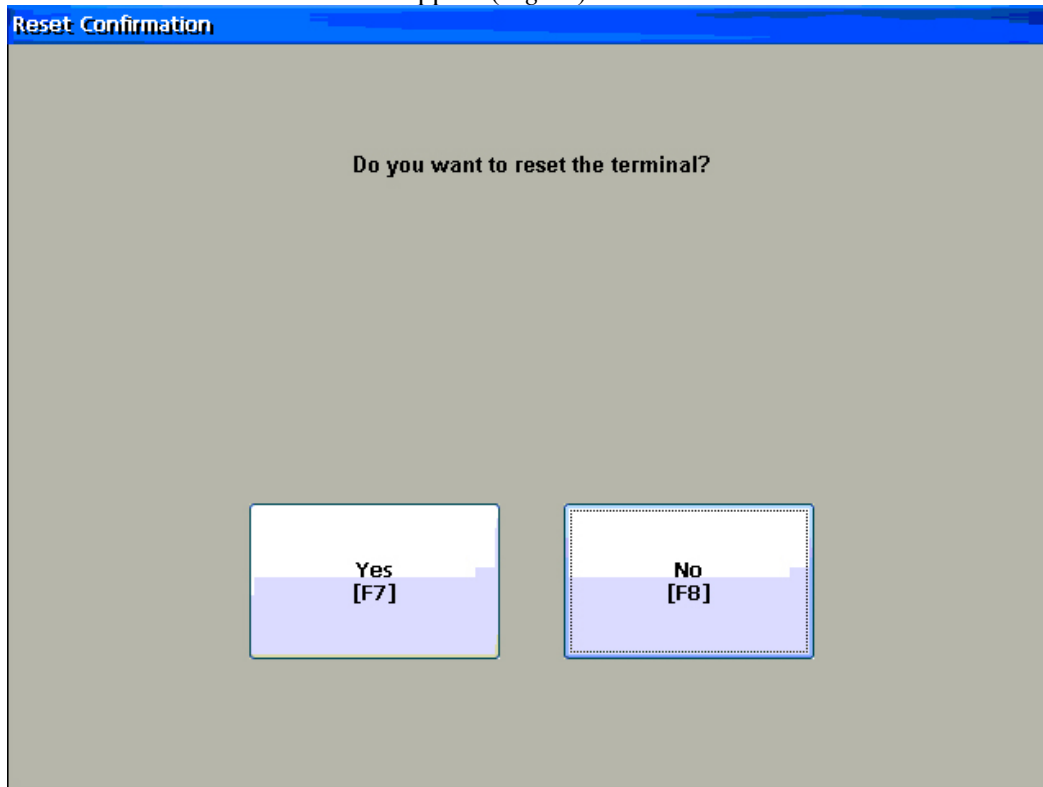 Reset Confirmation
Do you want to reset the terminal?
Yes
[F7]
No
[F8]